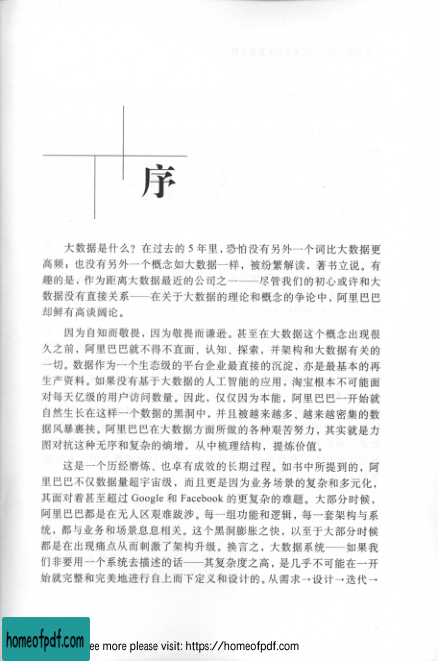 序
大数据是什么？在过去的 5 年里，恐怕没有另外一个词比大数据更
高频；也没有另外一个概念如大数据一样，被纷繁解读，著书立说。有
趣的是，作为距离大数据最近的公司之一——尽管我们的初心或许和大
数据没有直接关系——在关于大数据的理论和概念的争论中，阿里巴巴
却鲜有高谈阔论。
因为自知而敬畏，因为敬畏而谦逊。甚至在大数据这个概念出现很
久之前，阿里巴巴就不得不直面、认知、探索，并架构和大数据有关的
一切。数据作为一个生态级的平台企业最直接的沉淀，亦是最基本的再
生产资料。如果没有基于大数据的人工智能的应用，淘宝根本不可能面
对每天亿级的用户访问数量。因此，仅仅因为本能，阿里巴巴一开始就
自然生长在这样一个数据的黑洞中，并且被越来越多、越来越密集的数
据风暴裹挟。阿里巴巴在大数据方面所做的各种艰苦努力，其实就是力
图对抗这种无序和复杂的熵增，从中梳理结构，提炼价值。
这是一个历经磨炼、也卓有成效的长期过程。如书中所提到的，阿
里巴巴不仅数据量超宇宙级，而且更是因为业务场景的复杂和多元化，
其面对着甚至超过 Google 和 Facebook 的更复杂的难题。大部分时候，
阿里巴巴都是在无人区艰难跋涉。每一组功能和逻辑，每一套架构与系
统，都与业务和场景息息相关。这个黑洞膨胀之快，以至于大部分时候
都是在出现痛点从而刺激了架构升级。换言之，大数据系统——如果我
们非要用一个系统去描述的话——其复杂度之高，是几乎不可能在一开
始就完整和完美地进行自上而下定义和设计的。从需求→设计→迭代→
homeofpdf.com
ee more please visit: https://homeofpdf.com